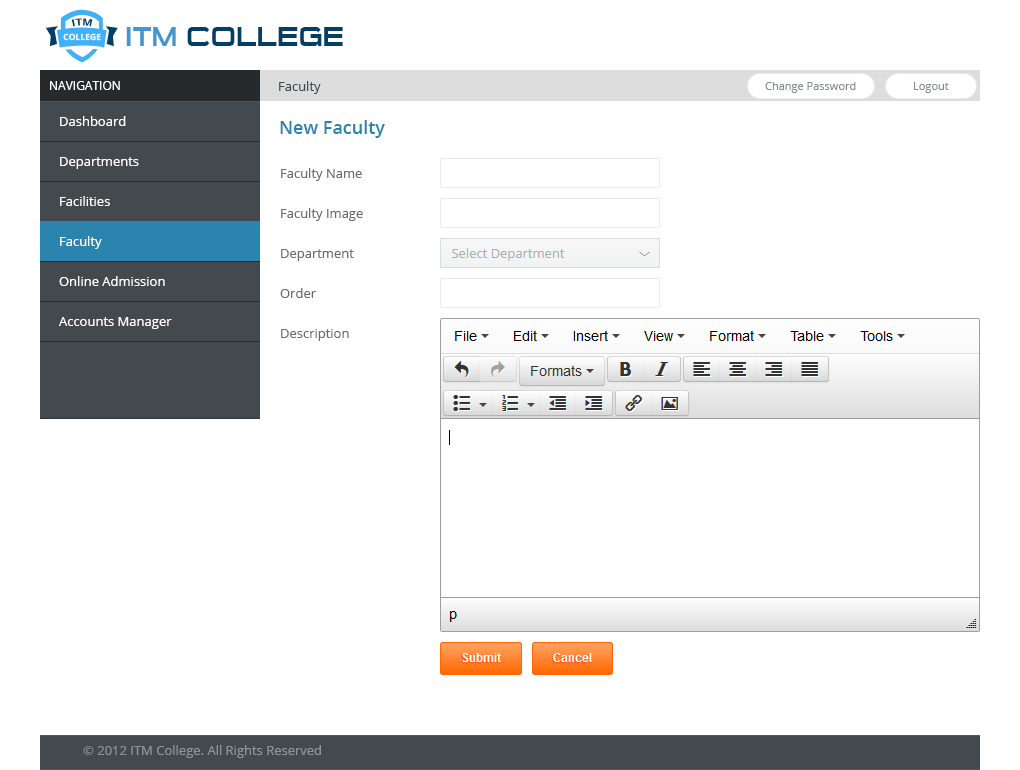 ITM
COLLEGE
ITM COLLEGE
NAVIGATION
Faculty
Change Password
Logout
Dashboard
Departments
Facilities
Faculty
Online Admission
Accounts Manager
New Faculty
Faculty Name
Faculty Image
Department
Select Department
Order
Description
File Edit Insert View Format Table Tools
Formats B I
p
Submit
Cancel
© 2012 ITM College. All Rights Reserved